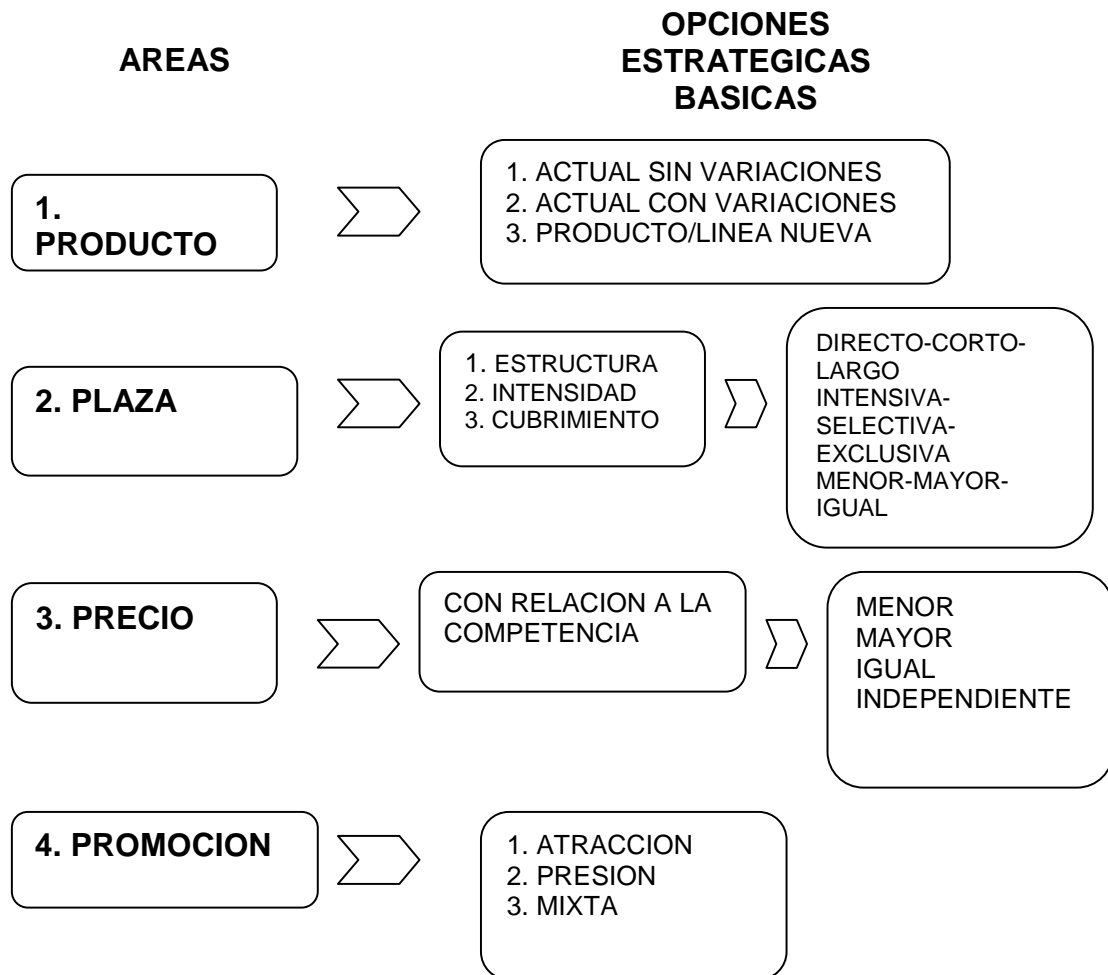 AREAS
OPCIONES
ESTRATEGICAS
BASICAS
1.
PRODUCTO
1. ACTUAL SIN VARIACIONES
2. ACTUAL CON VARIACIONES
3. PRODUCTO/LINEA NUEVA
2. PLAZA
1. ESTRUCTURA
2. INTENSIDAD
3. CUBRIMIENTO
DIRECTO-CORTO-
LARGO
INTENSIVA-
SELECTIVA-
EXCLUSIVA
MENOR-MAYOR-
IGUAL
3. PRECIO
CON RELACION A LA
COMPETENCIA
MENOR
MAYOR
IGUAL
INDEPENDIENTE
4. PROMOCION
1. ATRACCION
2. PRESION
3. MIXTA